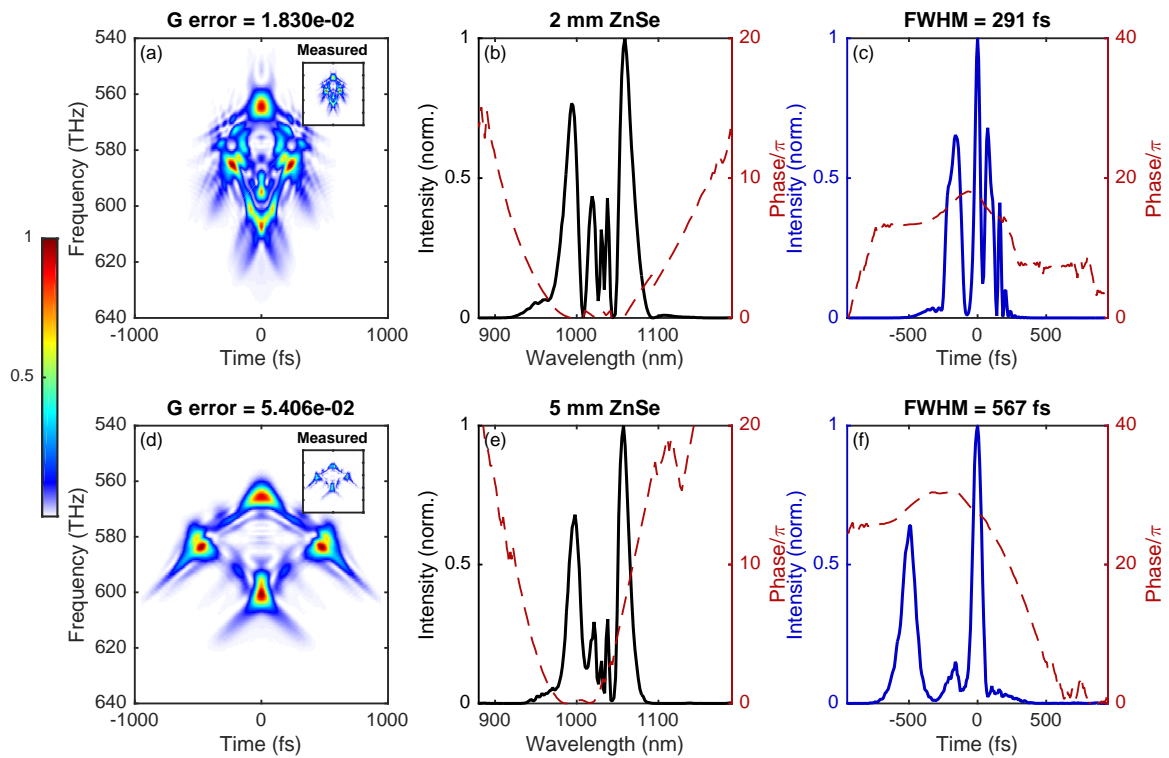 G error = 1.830e-02
2 mm ZnSe
FWHM = 291 fs
(a)
Measured
540
560
580
600
620
640
Frequency (THz)
-1000
0
1000
Time (fs)
(b)
1
0.5
0
Intensity (norm.)
20
10
0
Phase/π
900
1000
1100
Wavelength (nm)
(c)
1
0.5
0
Intensity (norm.)
40
20
0
Phase/π
-500
0
500
Time (fs)
1
0.5
G error = 5.406e-02
5 mm ZnSe
FWHM = 567 fs
(d)
Measured
540
560
580
600
620
640
Frequency (THz)
-1000
0
1000
Time (fs)
(e)
1
0.5
0
Intensity (norm.)
20
10
0
Phase/π
900
1000
1100
Wavelength (nm)
(f)
1
0.5
0
Intensity (norm.)
40
20
0
Phase/π
-500
0
500
Time (fs)